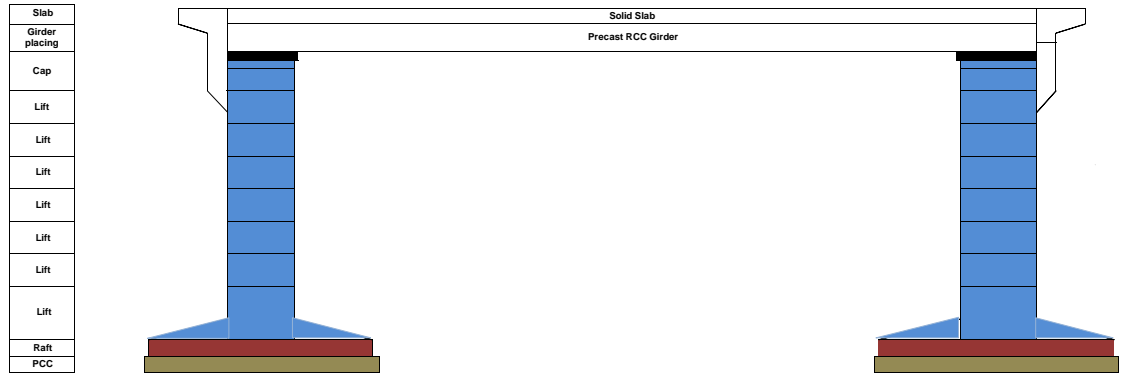 Slab
Solid Slab
Girder
placing
Precast RCC Girder
Cap
Lift
Lift
Lift
Lift
Lift
Lift
Lift
Raft
PCC